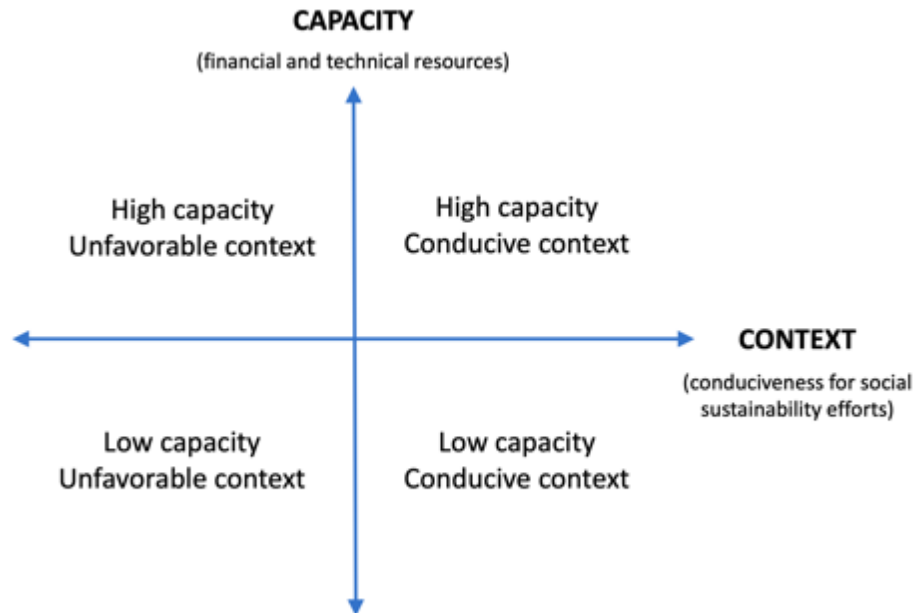 CAPACITY
(financial and technical resources)
High capacity
Unfavorable context
High capacity
Conducive context
CONTEXT
(conduciveness for social
sustainability efforts)
Low capacity
Unfavorable context
Low capacity
Conducive context